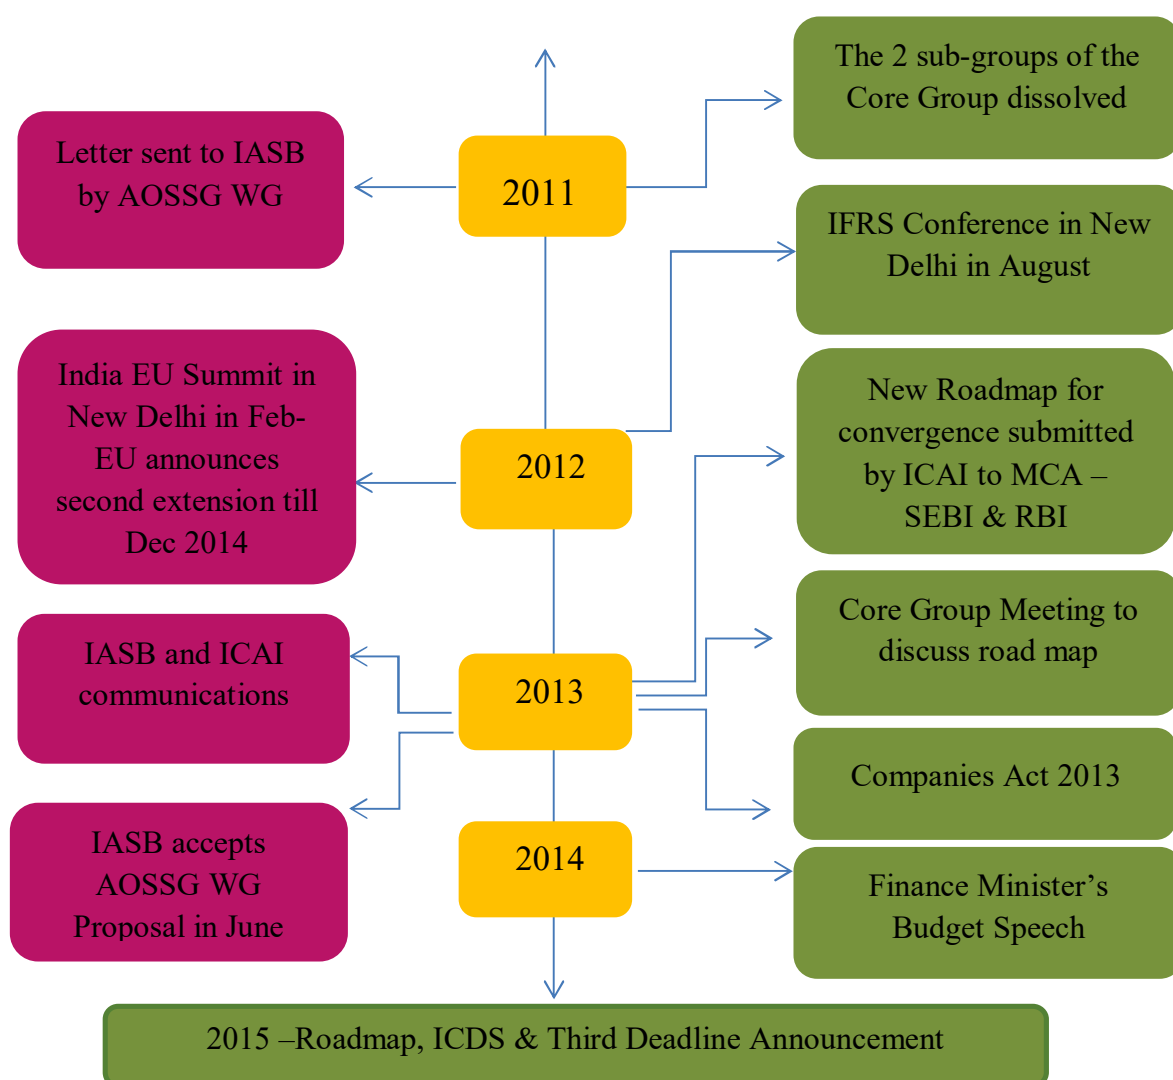 The 2 sub-groups of the
Core Group dissolved
Letter sent to IASB
by AOSSG WG
2011
IFRS Conference in New
Delhi in August
India EU Summit in
New Delhi in Feb-
EU announces
second extension till
Dec 2014
2012
New Roadmap for
convergence submitted
by ICAI to MCA –
SEBI & RBI
IASB and ICAI
communications
2013
Core Group Meeting to
discuss road map
Companies Act 2013
IASB accepts
AOSSG WG
Proposal in June
2014
Finance Minister’s
Budget Speech
2015 –Roadmap, ICDS & Third Deadline Announcement